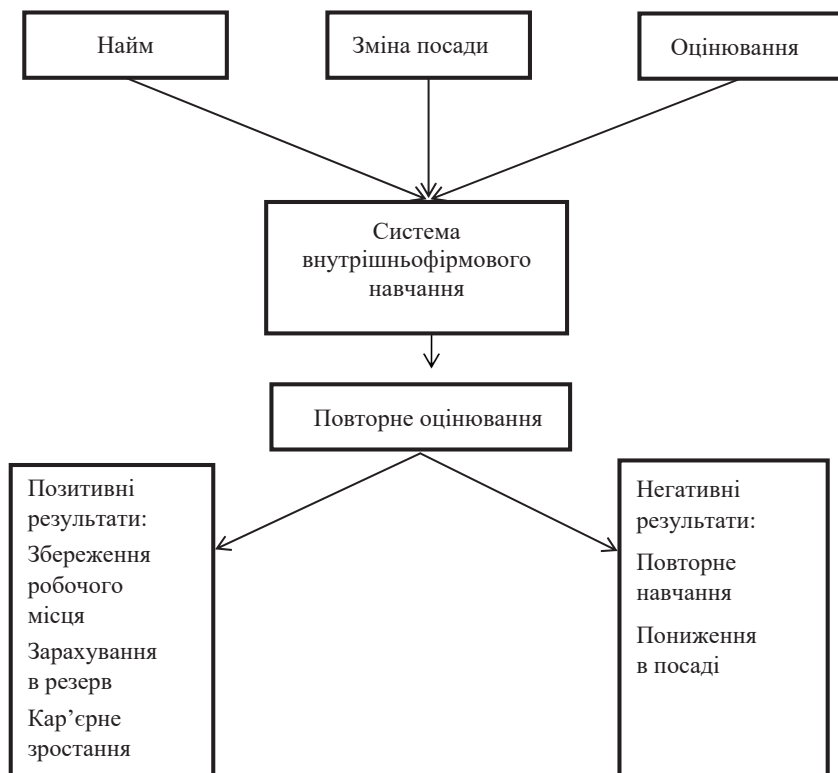 Найм
Зміна посади
Оцінювання
Система
внутрішньофірмового
навчання
Повторне оцінювання
Позитивні
результати:
Збереження
робочого
місця
Зарахування
в резерв
Кар’єрне
зростання
Негативні
результати:
Повторне
навчання
Пониження
в посаді